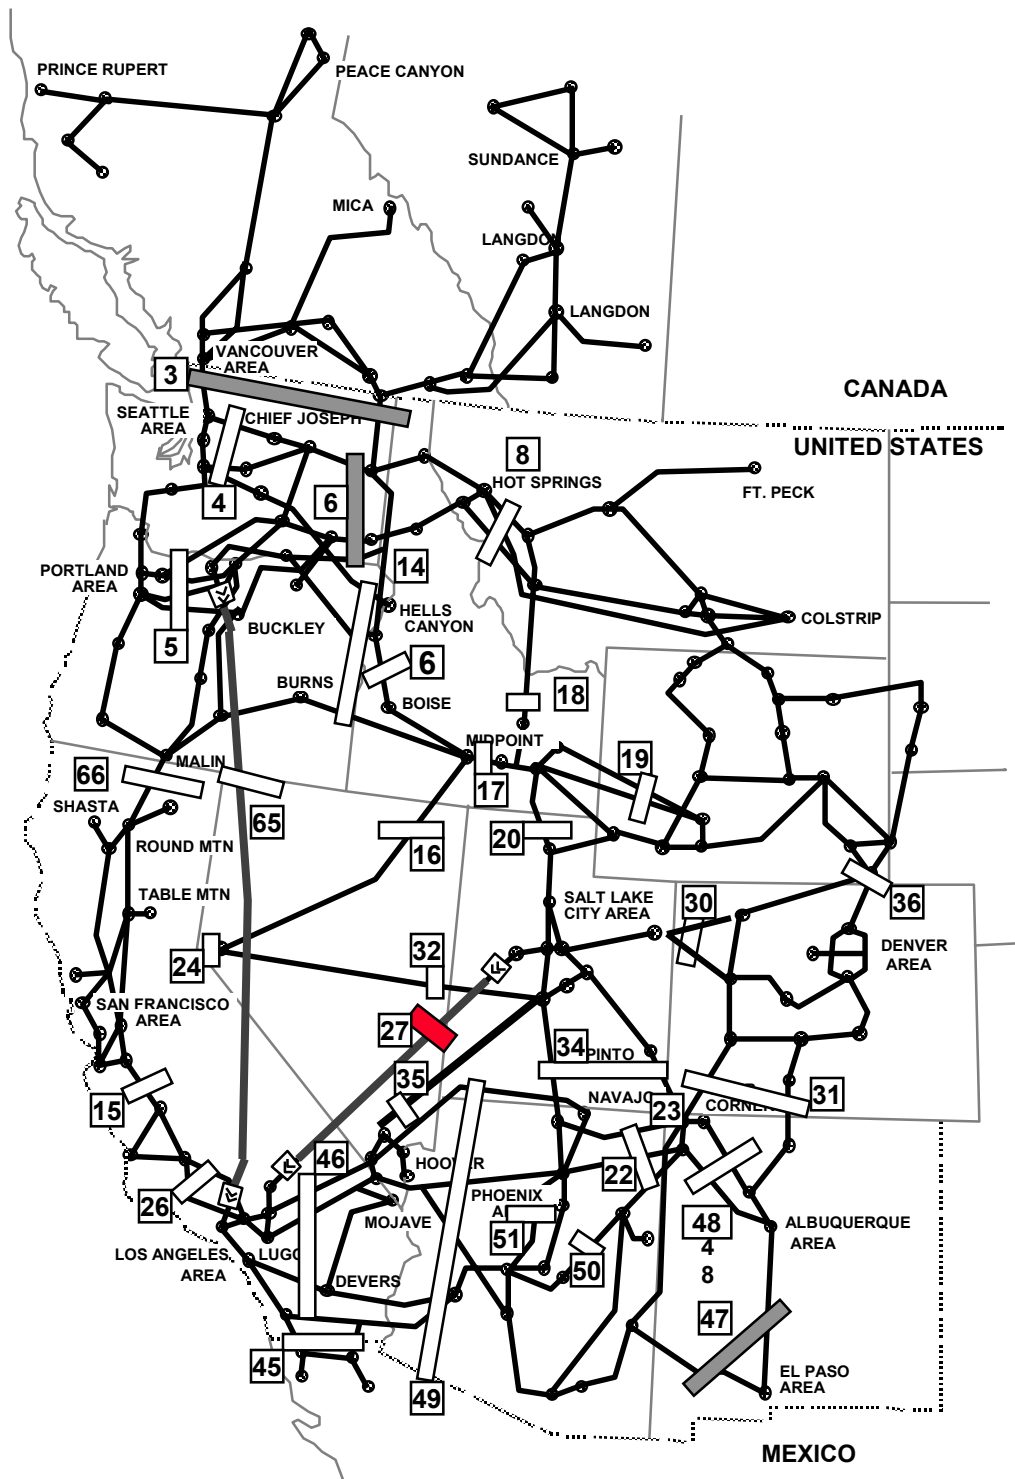 PRINCE RUPERT
PEACE CANYON
SUNDANCE
MICA
LANGDON
LANGDON
VANCOUVER
AREA
3
CANADA
SEATTLE
AREA
CHIEF JOSEPH
UNITED STATES
8
HOT SPRINGS
4
6
FT. PECK
14
PORTLAND
AREA
HELLS
CANYON
COLSTRIP
BUCKLEY
5
6
BURNS
BOISE
18
MIDPOINT
MALIN
66
19
17
SHASTA
65
ROUND MTN
16
20
TABLE MTN
SALT LAKE
CITY AREA
30
36
24
32
DENVER
AREA
SAN FRANCISCO
AREA
27
34
PINTO
35
15
NAVAJO
23
CORNER
31
46
HOOVER
22
26
PHOENIX
MOJAVE
48
ALBUQUERQUE
AREA
51
4
8
LOS ANGELES
AREA
LUGO
50
DEVERS
47
45
49
EL PASO
AREA
MEXICO